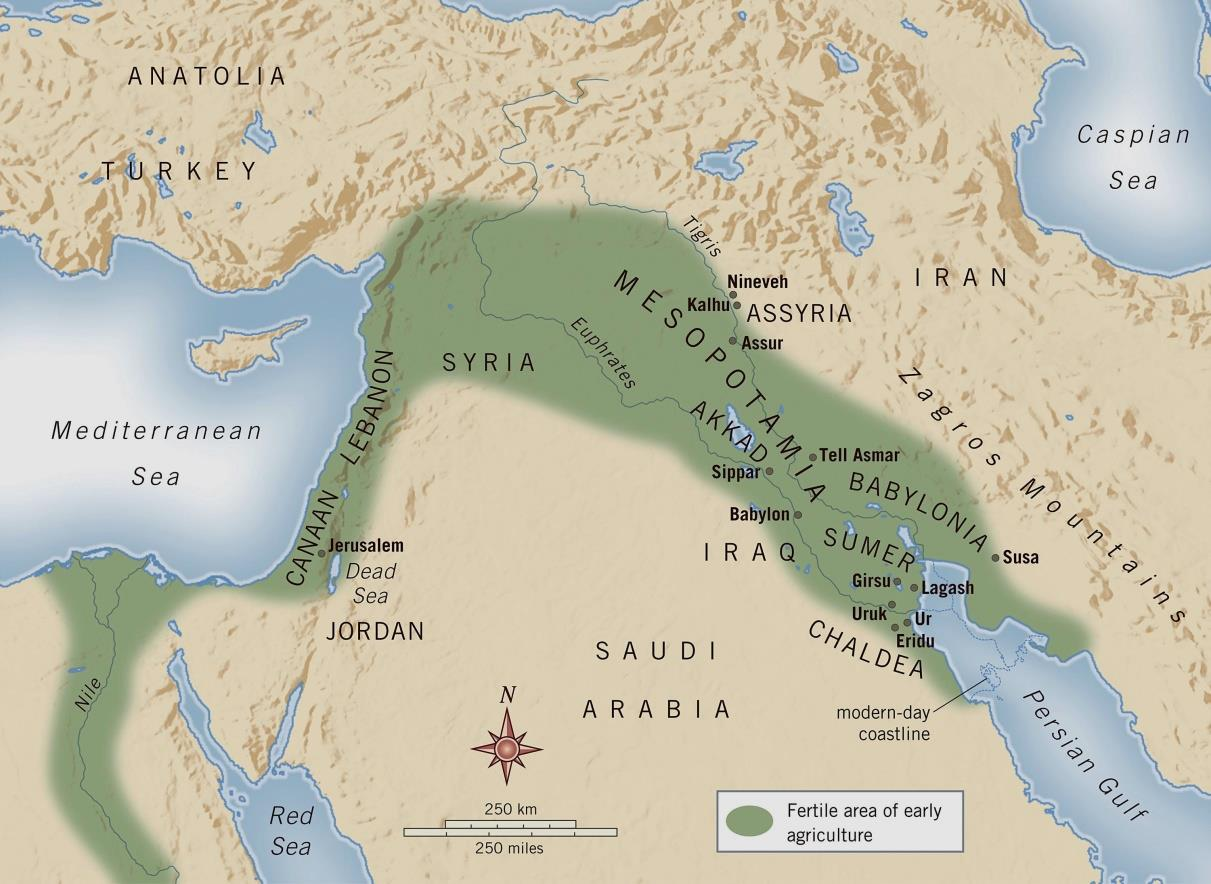 ANATOLIA
TURKEY
Caspian
Sea
Tigris
IRAN
Nineveh
Kalhu
ASSYRIA
Assur
MESOPOTAMIA
Euphrates
SYRIA
Zagros Mountains
LEBANON
AKKAD
Mediterranean
Sea
Tell Asmar
Sippar
BABYLONIA
CANAAN
Babylon
SUMER
Jerusalem
Dead
Sea
IRAQ
Susa
Girsu
Lagash
Uruk
Ur
Eridu
JORDAN
CHALDEA
SAUDI
ARABIA
Nile
N
modern-day
coastline
Persian Gulf
Red
Sea
250 km
250 miles
Fertile area of early
agriculture